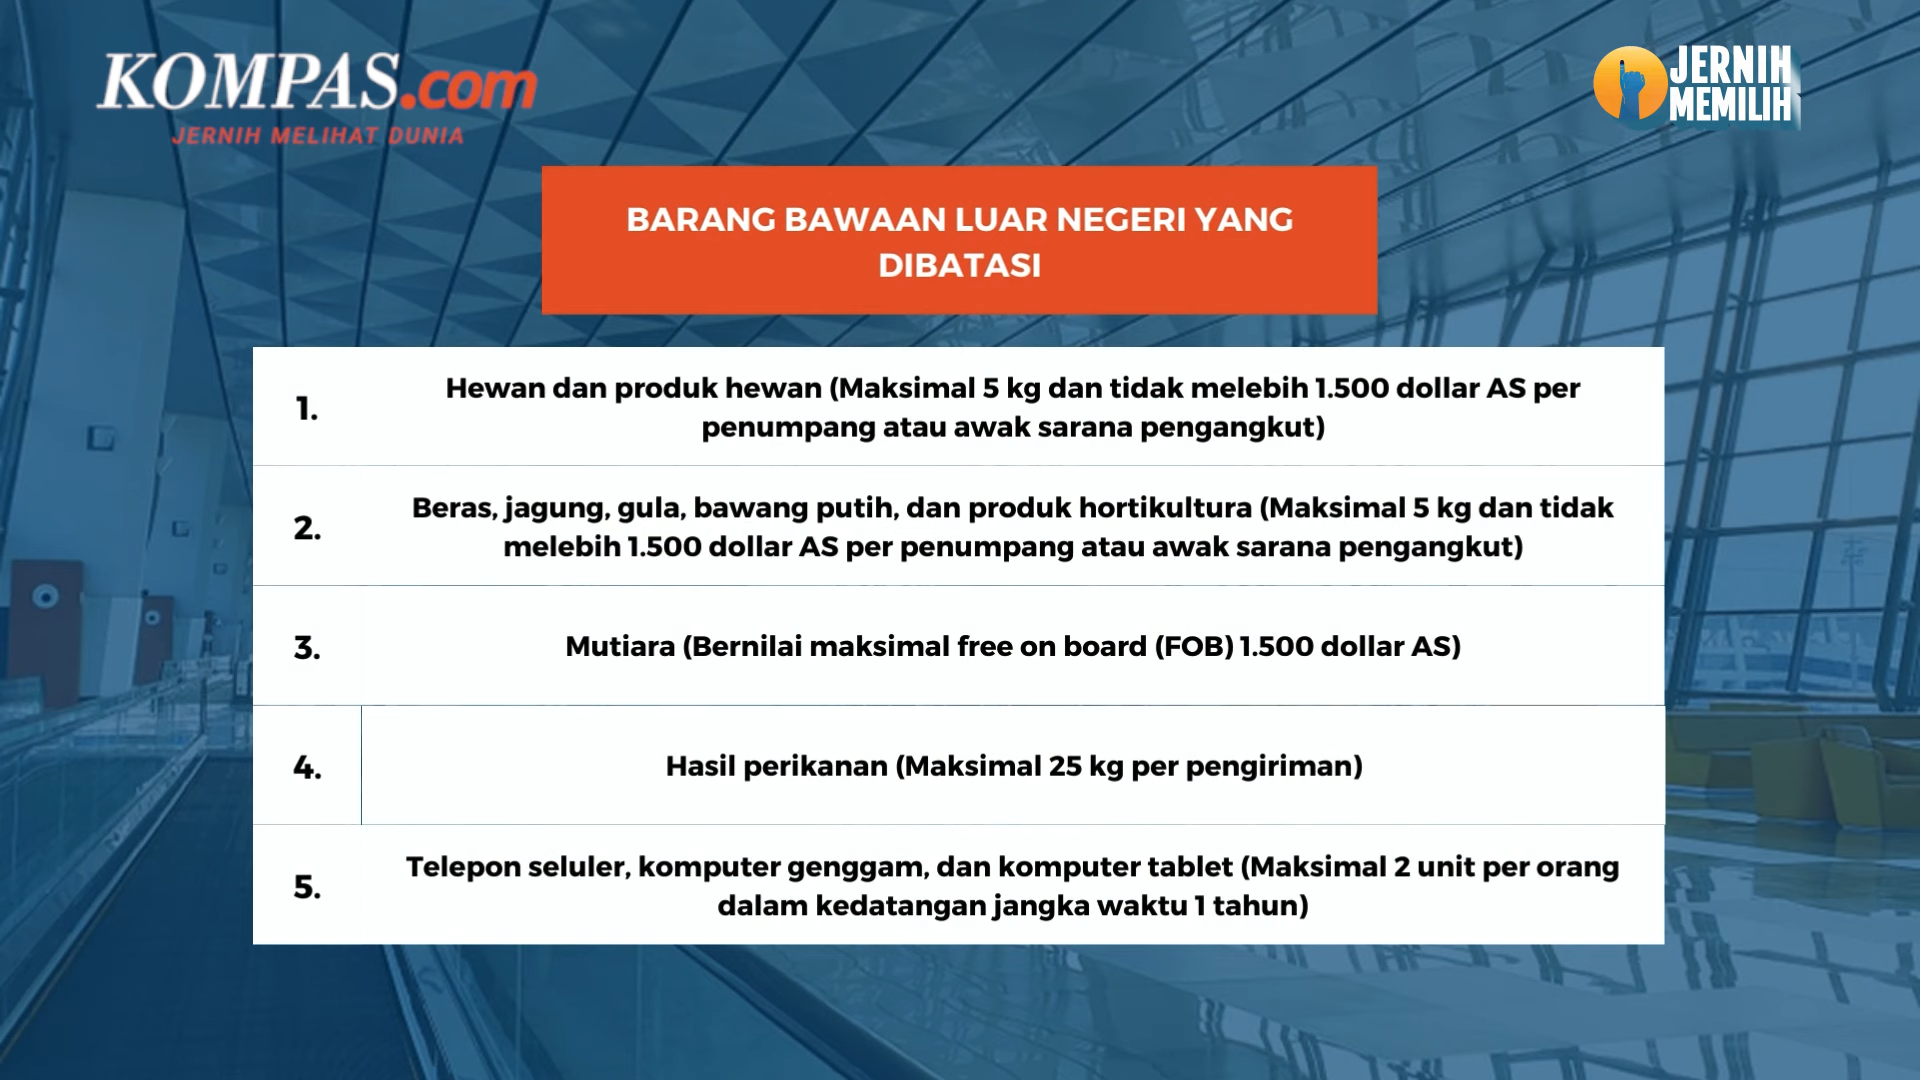 KOMPAS.com
JERNIH MELIHAT DUNIA
JERNIH
MEMILIH
BARANG BAWAAN LUAR NEGERI YANG
DIBATASI
1.
Hewan dan produk hewan (Maksimal 5 kg dan tidak melebih 1.500 dollar AS per
penumpang atau awak sarana pengangkut)
2.
Beras, jagung, gula, bawang putih, dan produk hortikultura (Maksimal 5 kg dan tidak
melebih 1.500 dollar AS per penumpang atau awak sarana pengangkut)
3.
Mutiara (Bernilai maksimal free on board (FOB) 1.500 dollar AS)
4.
Hasil perikanan (Maksimal 25 kg per pengiriman)
5.
Telepon seluler, komputer genggam, dan komputer tablet (Maksimal 2 unit per orang
dalam kedatangan jangka waktu 1 tahun)